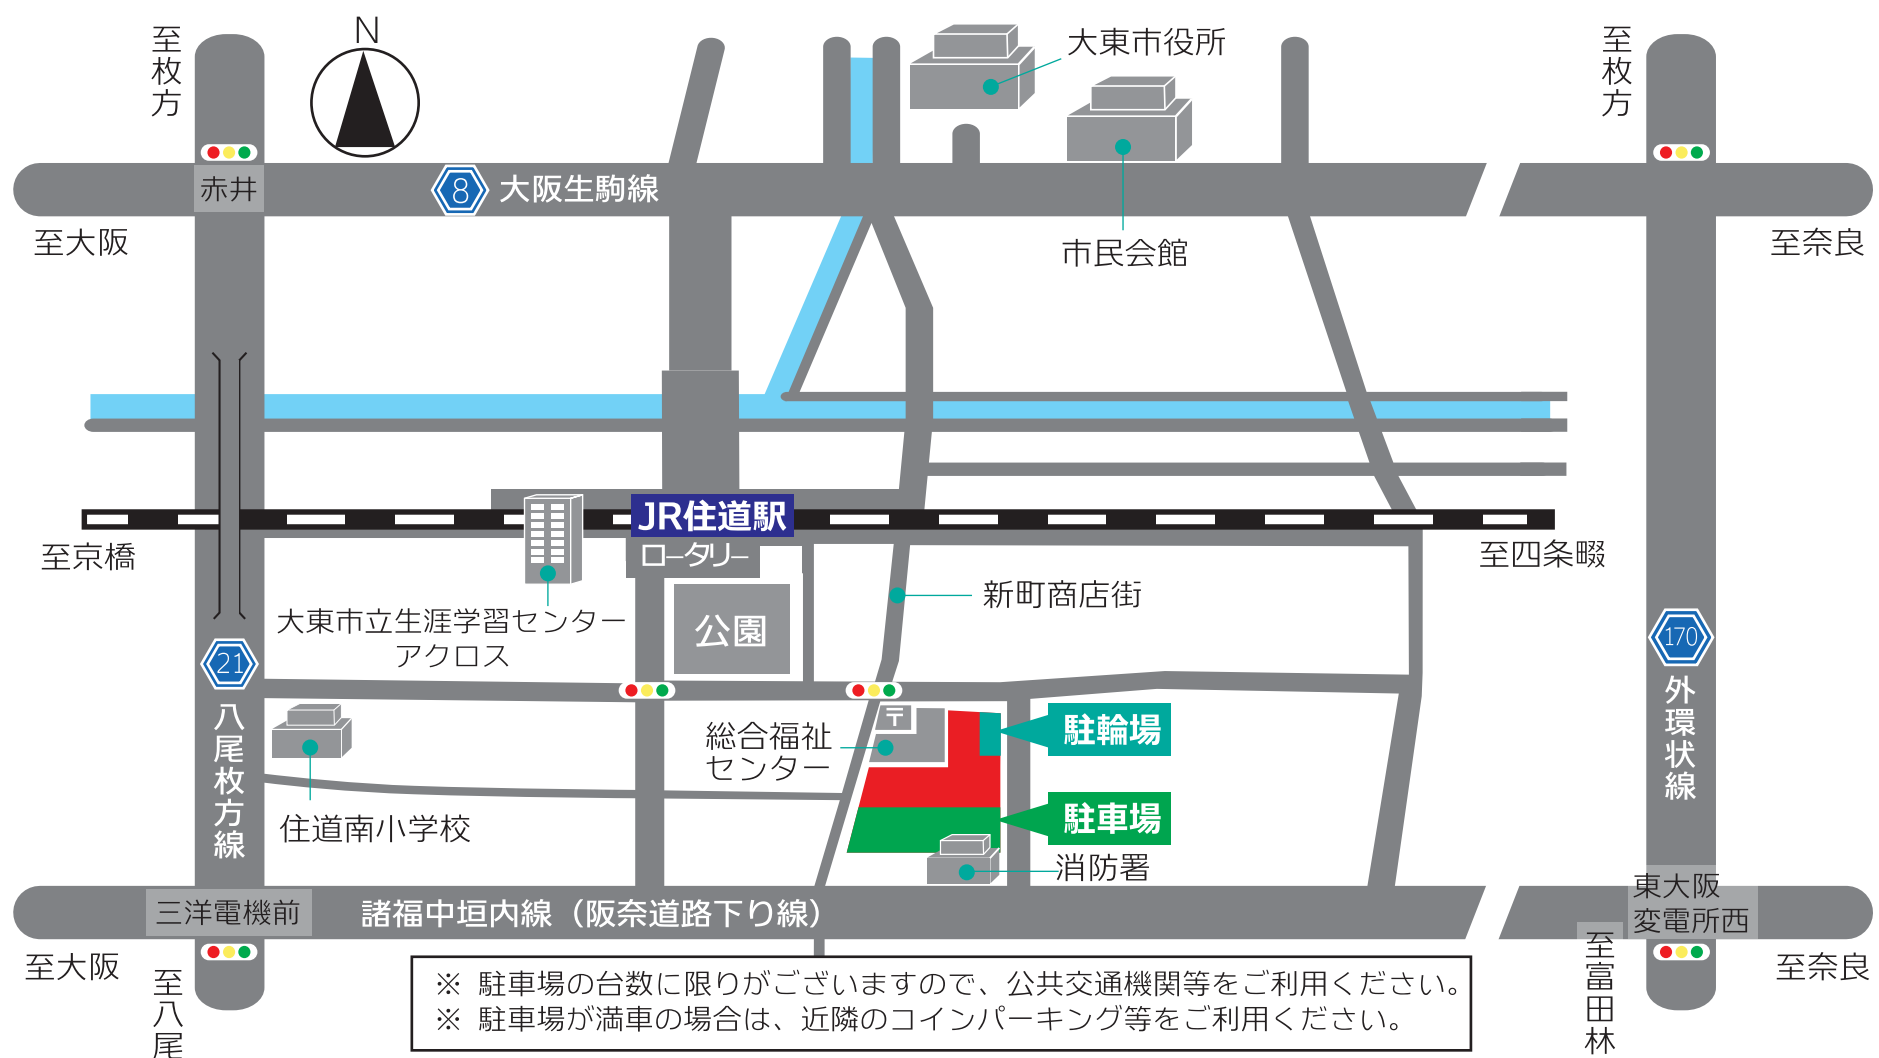 至枚方
N
大東市役所
至枚方
赤井
8
大阪生駒線
至大阪
市民会館
至奈良
JR住道駅
ロータリー
至京橋
至四条畷
新町商店街
大東市立生涯学習センター
アクロス
公園
21
八尾枚方線
170
外環状線
総合福祉
センター
〒
駐輪場
駐車場
住道南小学校
消防署
三洋電機前
諸福中垣内線（阪奈道路下り線）
東大阪
変電所西
至大阪
至八尾
至富田林
至奈良
※ 駐車場の台数に限りがございますので、公共交通機関等をご利用ください。
※ 駐車場が満車の場合は、近隣のコインパーキング等をご利用ください。